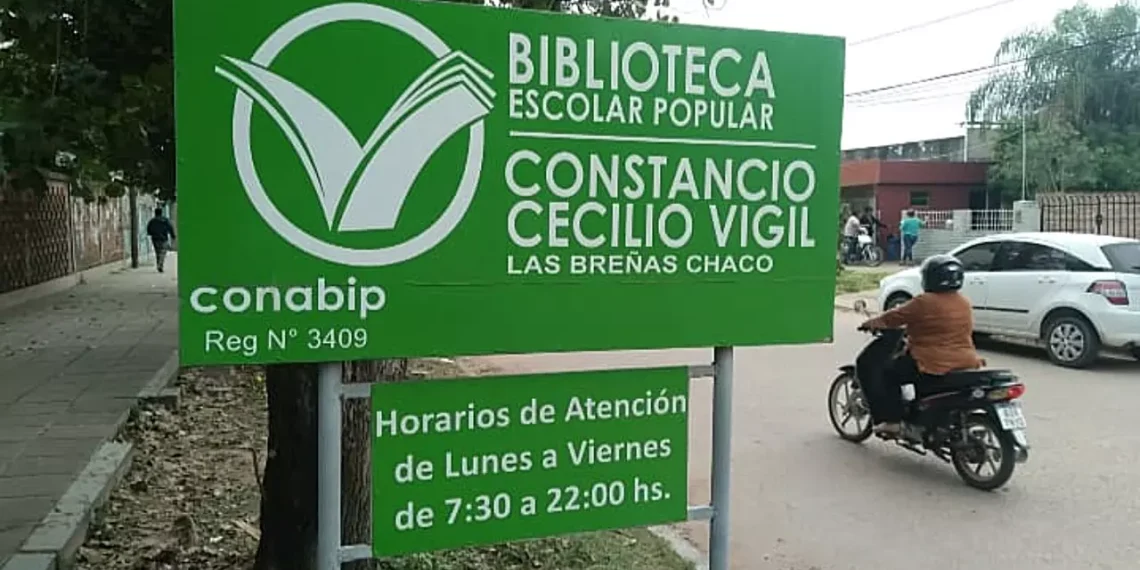 BIBLIOTECA
ESCOLAR POPULAR
CONSTANCIO
CECILIO VIGIL
LAS BREÑAS CHACO
conabip
Reg N° 3409
Horarios de Atención
de Lunes a Viernes
de 7:30 a 22:00 hs.